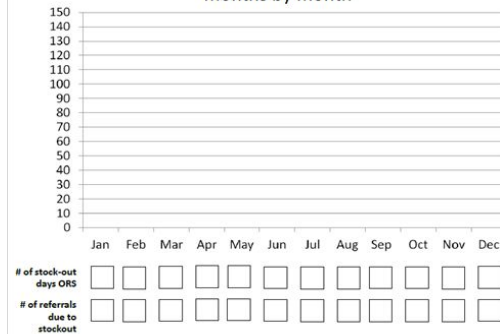 months by month
150
140
130
120
110
100
90
80
70
60
50
40
30
20
10
0
Jan Feb Mar Apr May Jun Jul Aug Sep Oct Nov Dec
# of stock-out
days ORS
# of referrals
due to
stockout